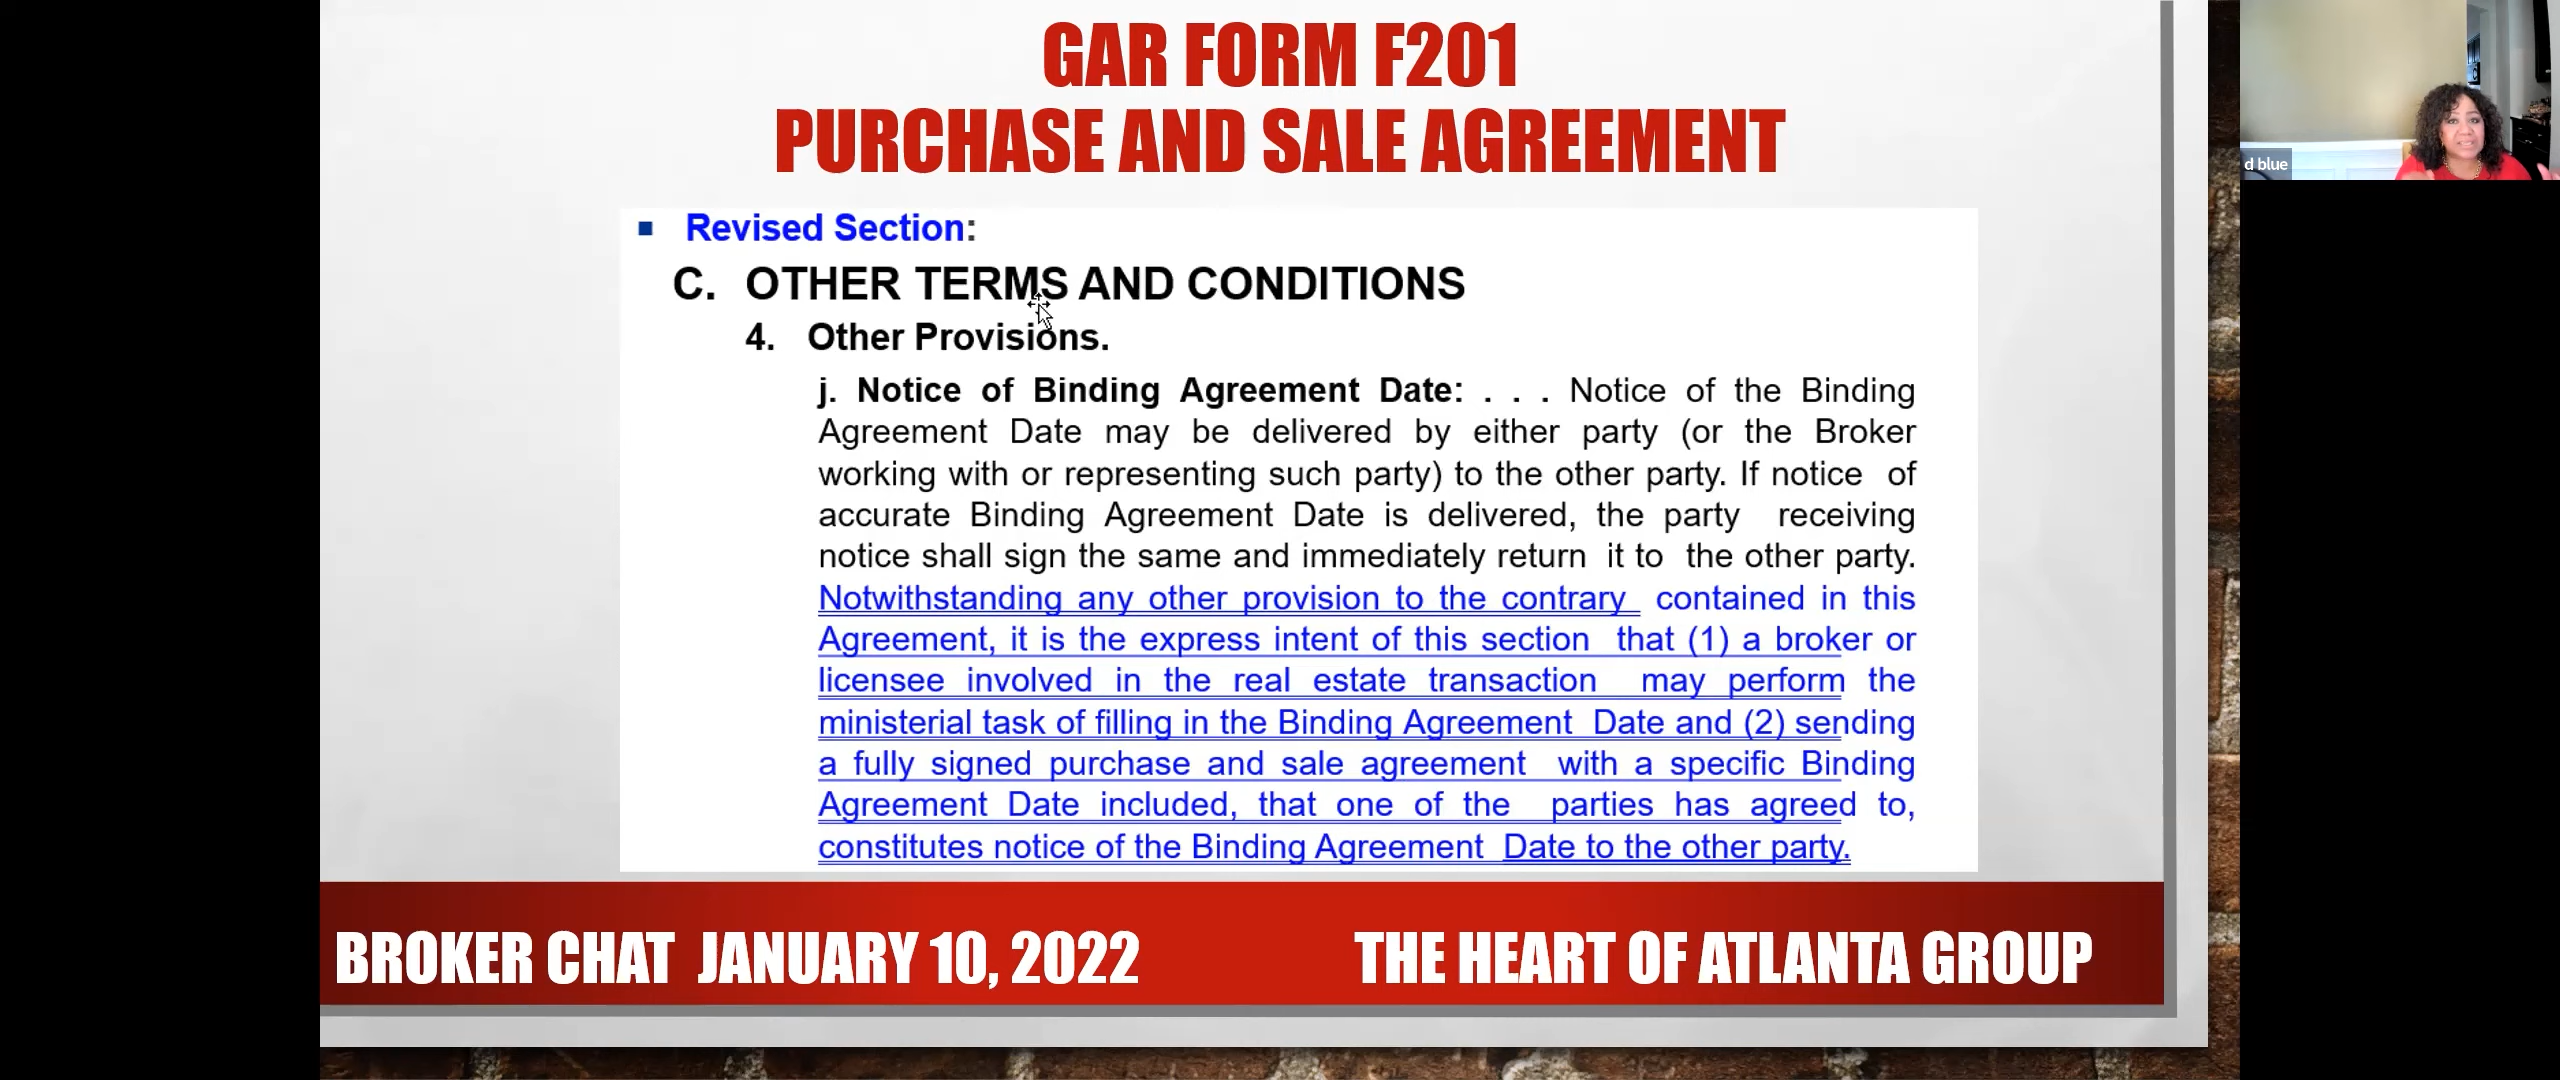 GAR FORM F201
PURCHASE AND SALE AGREEMENT
d blue
▪ Revised Section:
C. OTHER TERMS AND CONDITIONS
4. Other Provisions.
j. Notice of Binding Agreement Date: . . . Notice of the Binding
Agreement Date may be delivered by either party (or the Broker
working with or representing such party) to the other party. If notice of
accurate Binding Agreement Date is delivered, the party receiving
notice shall sign the same and immediately return it to the other party.
Notwithstanding any other provision to the contrary contained in this
Agreement, it is the express intent of this section that (1) a broker or
licensee involved in the real estate transaction may perform the
ministerial task of filling in the Binding Agreement Date and (2) sending
a fully signed purchase and sale agreement with a specific Binding
Agreement Date included, that one of the parties has agreed to,
constitutes notice of the Binding Agreement Date to the other party.
BROKER CHAT JANUARY 10, 2022
THE HEART OF ATLANTA GROUP